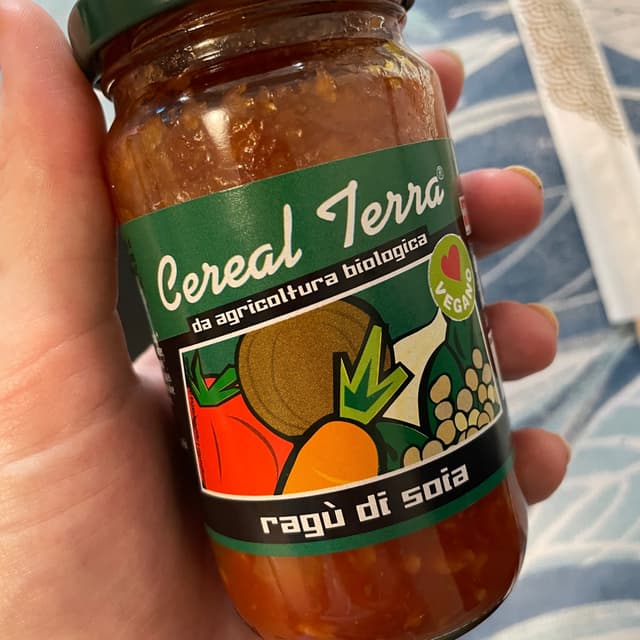 Cereal Terra®
da agricoltura biologica
VEGANO
ragù di soia